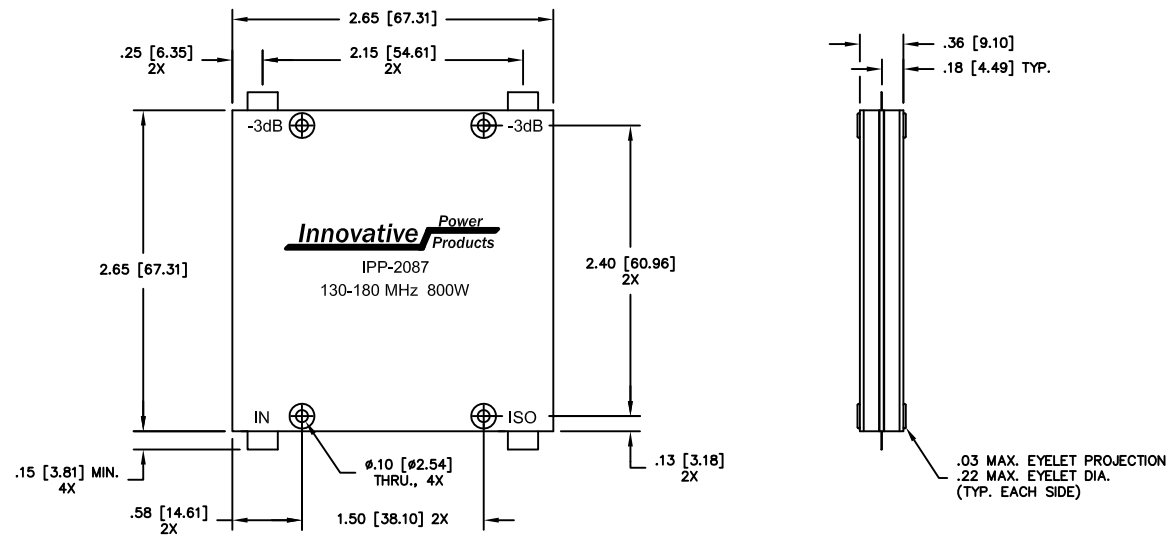 2.65 [67.31]
.25 [6.35]
2X
2.15 [54.61]
2X
.36 [9.10]
.18 [4.49] TYP.
-3dB
-3dB
2.65 [67.31]
Innovative Power
Products
IPP-2087
130-180 MHz 800W
2.40 [60.96]
2X
IN
ISO
.15 [3.81] MIN.
4X
ø.10 [ø2.54]
THRU., 4X
.13 [3.18]
2X
.03 MAX. EYELET PROJECTION
.22 MAX. EYELET DIA.
(TYP. EACH SIDE)
.58 [14.61]
2X
1.50 [38.10] 2X